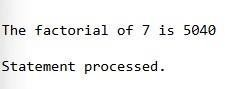 The factorial of 7 is 5040
Statement processed.